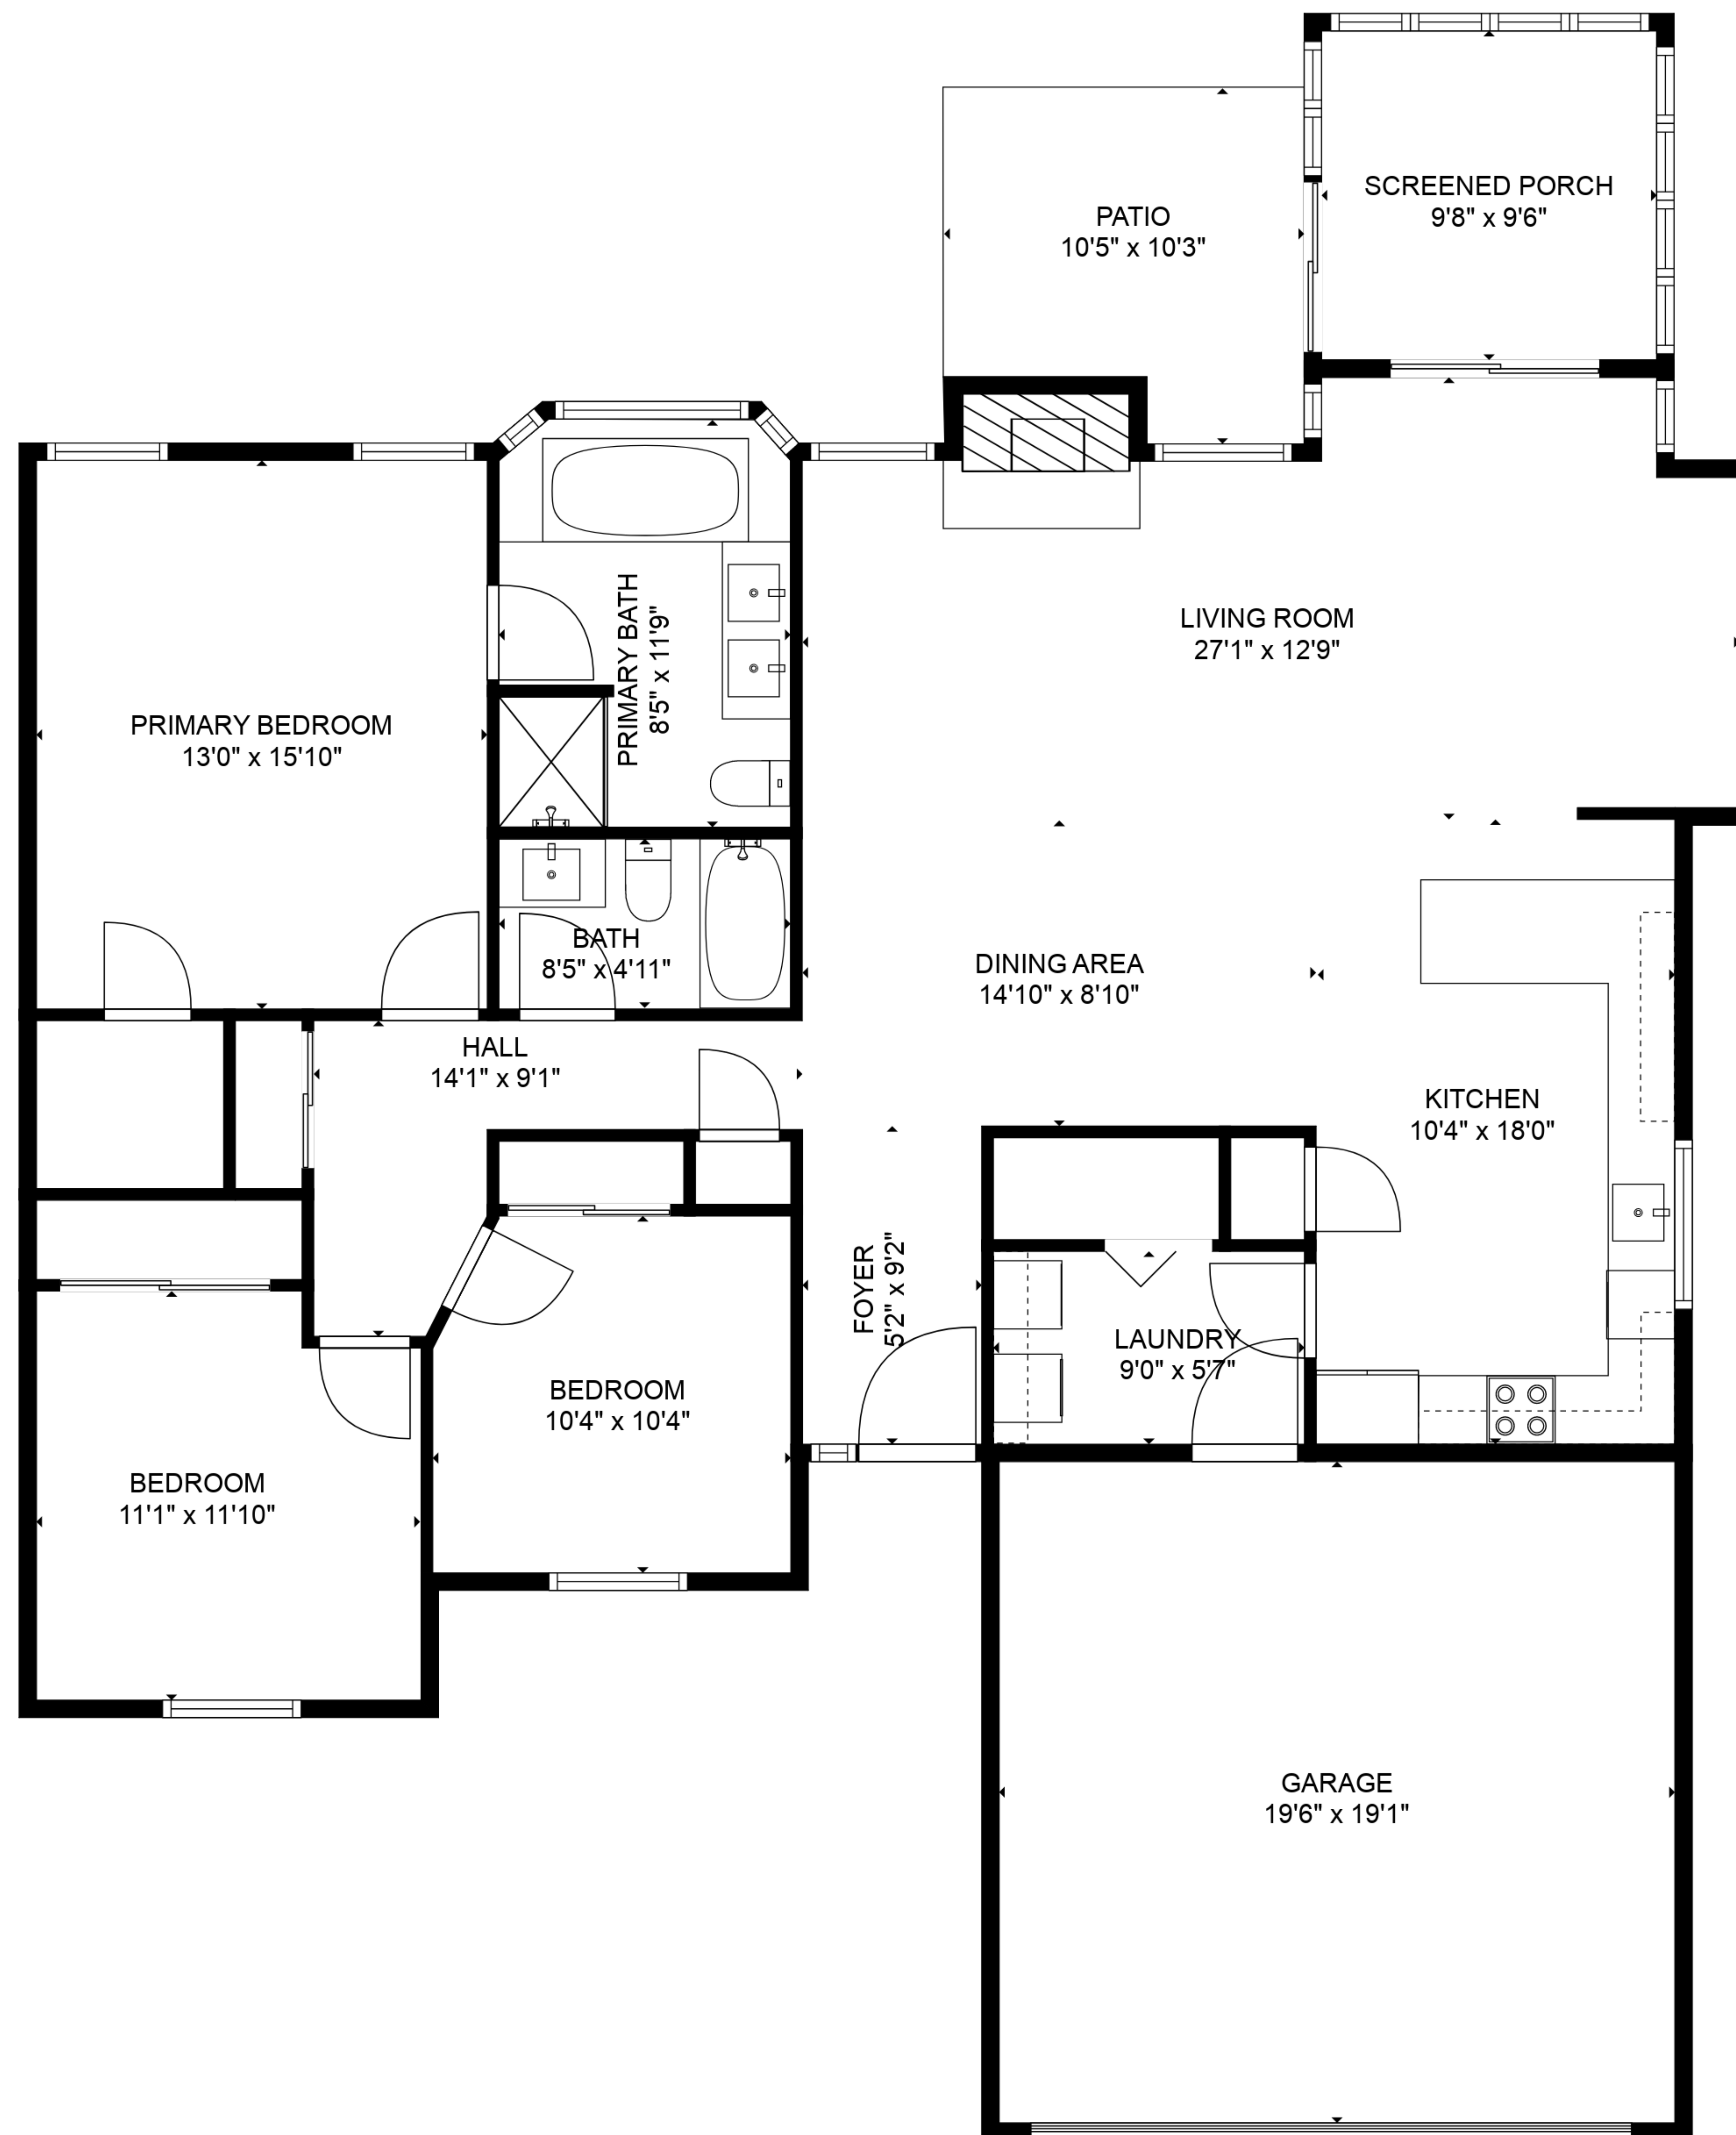 SCREENED PORCH
9'8" x 9'6"
PATIO
10'5" x 10'3"
LIVING ROOM
27'1" x 12'9"
PRIMARY BATH
8'5" x 11'9"
PRIMARY BEDROOM
13'0" x 15'10"
BATH
8'5" x 4'11"
DINING AREA
14'10" x 8'10"
HALL
14'1" x 9'1"
KITCHEN
10'4" x 18'0"
FOYER
5'2" x 9'2"
LAUNDRY
9'0" x 5'7"
BEDROOM
10'4" x 10'4"
BEDROOM
11'1" x 11'10"
GARAGE
19'6" x 19'1"